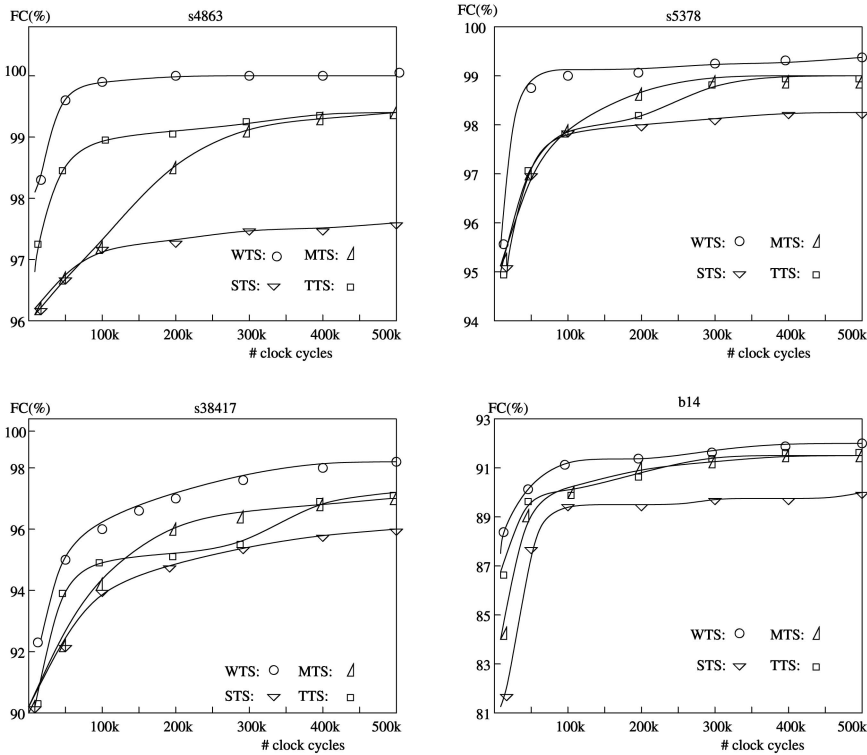 FC(%)
s4863
100
99
98
97
96
WTS:
MTS:
STS:
TTS:
100k
200k
300k
400k
500k
# clock cycles
FC(%)
s5378
100
99
98
97
96
95
94
WTS:
MTS:
STS:
TTS:
100k
200k
300k
400k
500k
# clock cycles
FC(%)
s38417
100
98
96
94
92
90
WTS:
MTS:
STS:
TTS:
100k
200k
300k
400k
500k
# clock cycles
FC(%)
b14
93
91
89
87
85
83
81
WTS:
MTS:
STS:
TTS:
100k
200k
300k
400k
500k
# clock cycles